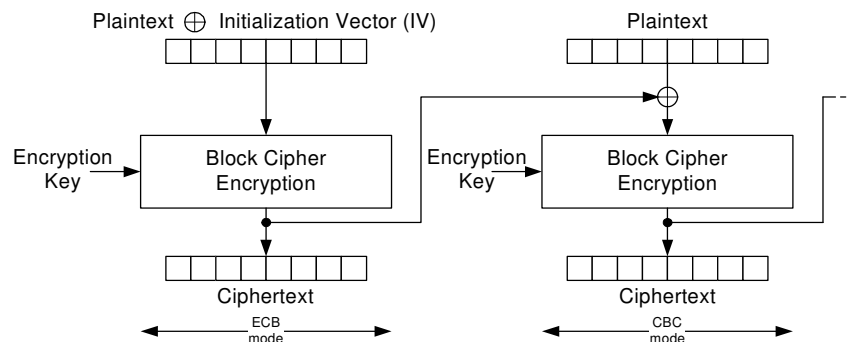 Plaintext ⊕ Initialization Vector (IV)
Plaintext
Encryption
Key
Block Cipher
Encryption
Encryption
Key
Block Cipher
Encryption
Ciphertext
Ciphertext
ECB
mode
CBC
mode